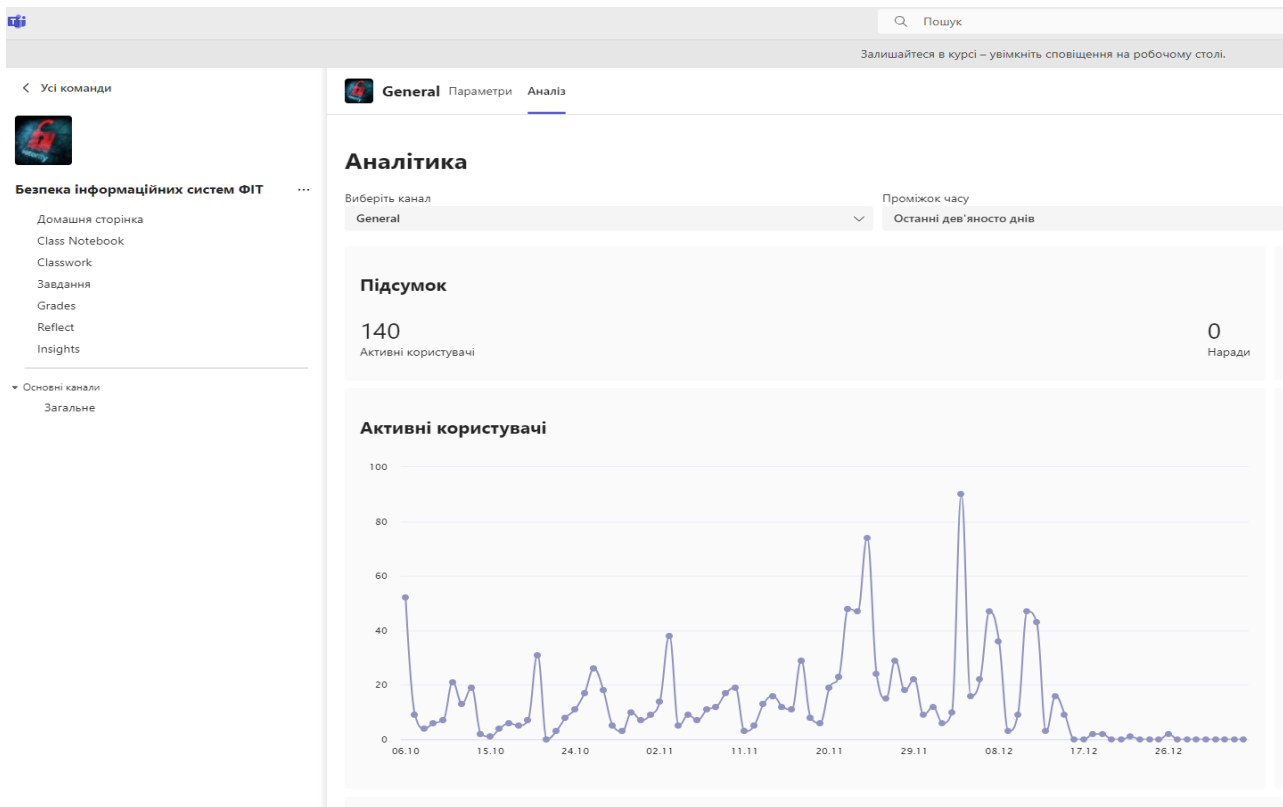 Пошук
Залишайтеся в курсі – увімкніть сповіщення на робочому столі.
Усі команди
security
Безпека інформаційних систем ФІТ ...
Домашня сторінка
Class Notebook
Classwork
Завдання
Grades
Reflect
Insights
Основні канали
Загальне
General Параметри Аналіз
Аналітика
Виберіть канал
General
Проміжок часу
Останні дев'яносто днів
Підсумок
140
Активні користувачі
0
Наради
Активні користувачі
100
80
60
40
20
0
06.10 15.10 24.10 02.11 11.11 20.11 29.11 08.12 17.12 26.12